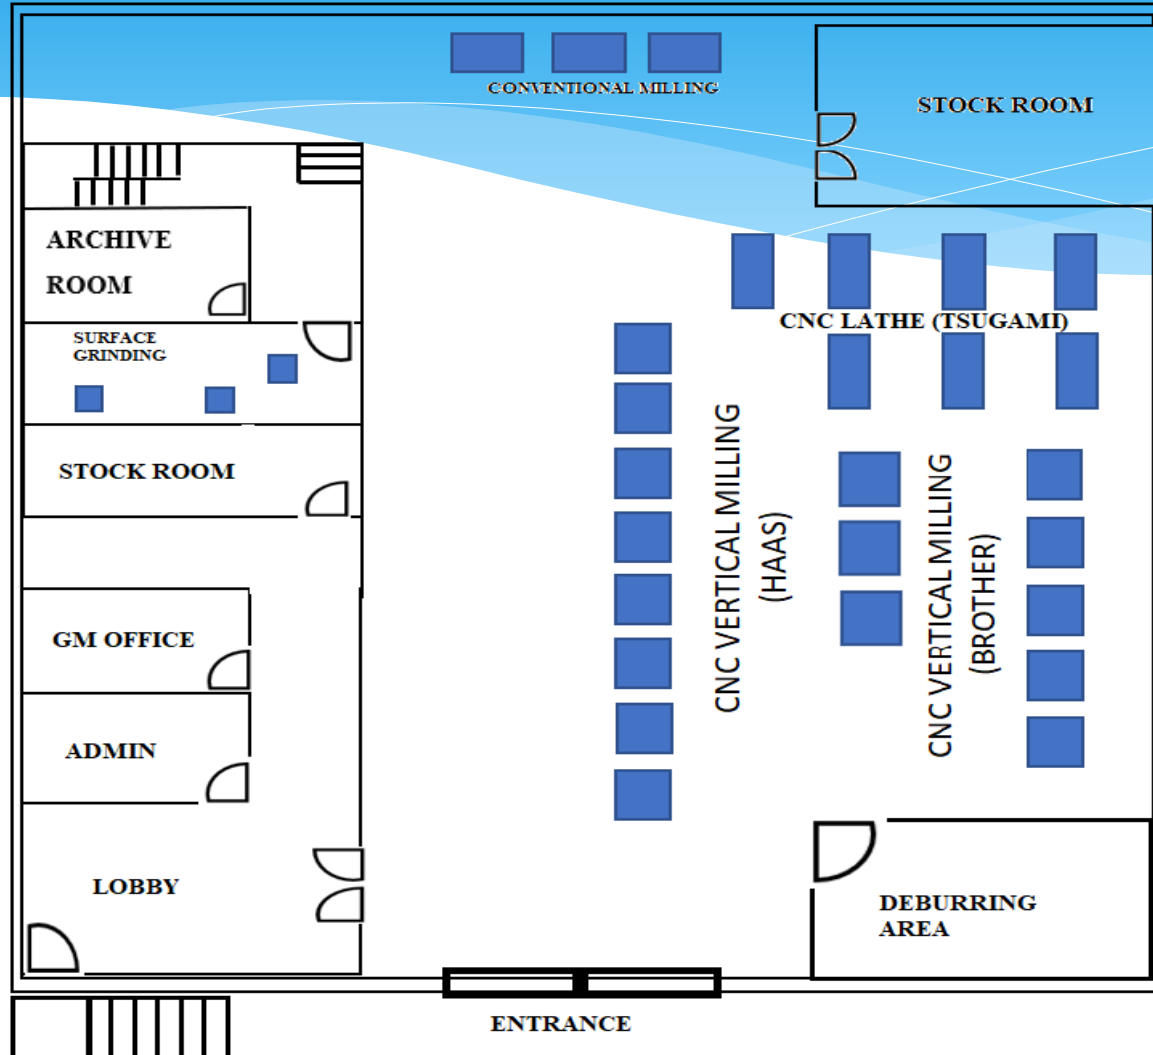 CONVENTIONAL MILLING
STOCK ROOM
ARCHIVE
ROOM
SURFACE
GRINDING
CNC LATHE (TSUGAMI)
STOCK ROOM
CNC VERTICAL MILLING
(HAAS)
CNC VERTICAL MILLING
(BROTHER)
GM OFFICE
ADMIN
LOBBY
DEBURRING
AREA
ENTRANCE